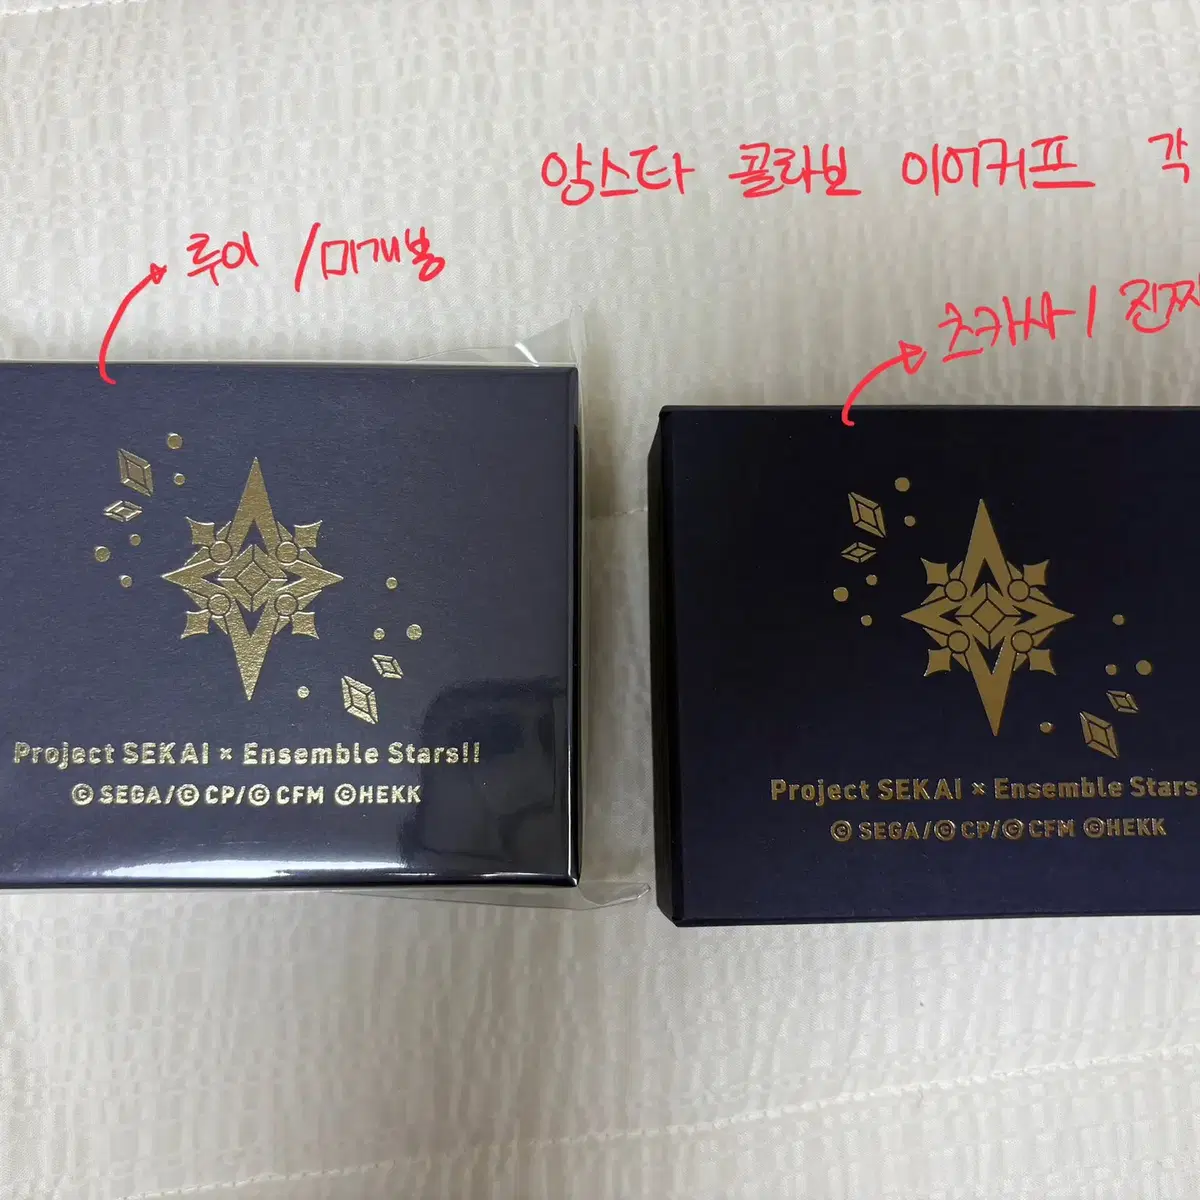 앙스타 콜라보 이어커프 각
루이 / 미개봉
츠카사 / 진짜
Project SEKAI × Ensemble Stars!!
© SEGA/© CP/© CFM © HEKK
Project SEKAI × Ensemble Stars
© SEGA/© CP/© CFM © HEKK